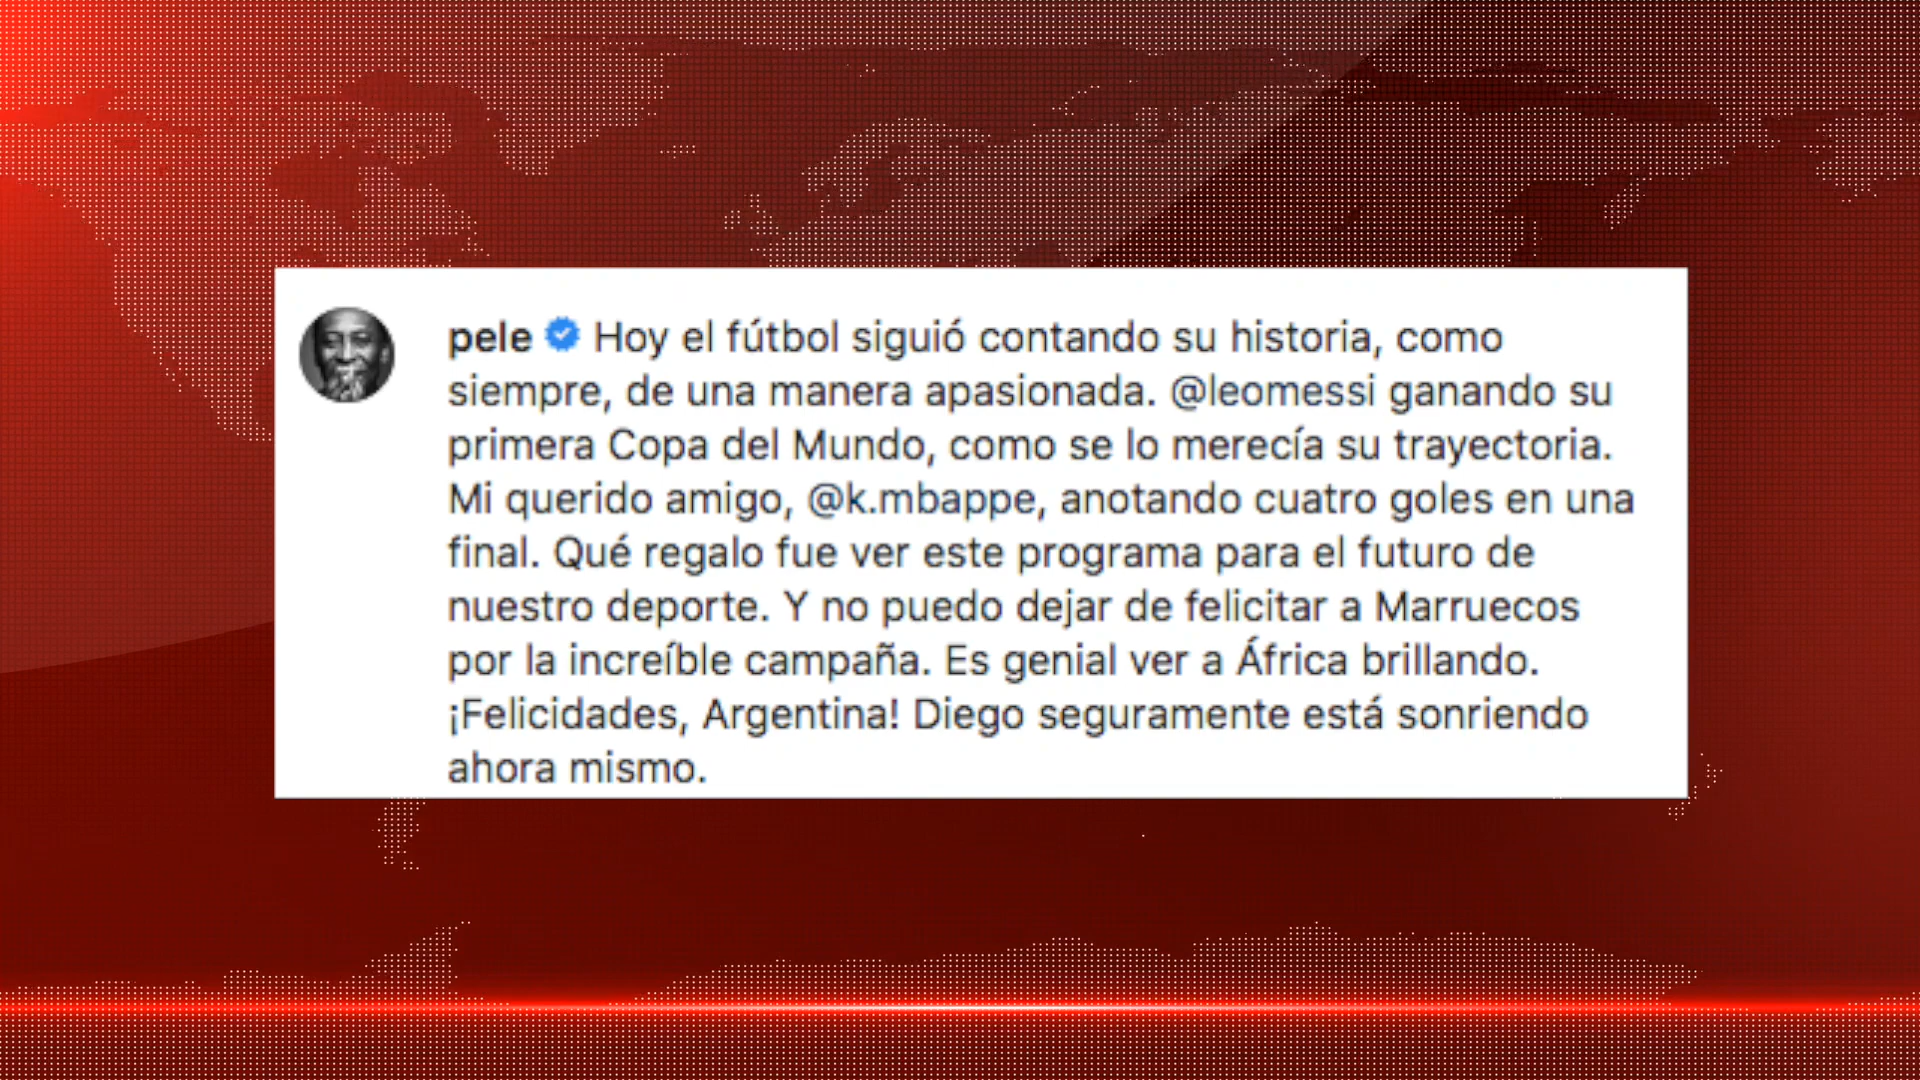 pele Hoy el fútbol siguió contando su historia, como
siempre, de una manera apasionada. @leomessi ganando su
primera Copa del Mundo, como se lo merecía su trayectoria.
Mi querido amigo, @k.mbappe, anotando cuatro goles en una
final. Qué regalo fue ver este programa para el futuro de
nuestro deporte. Y no puedo dejar de felicitar a Marruecos
por la increíble campaña. Es genial ver a África brillando.
¡Felicidades, Argentina! Diego seguramente está sonriendo
ahora mismo.